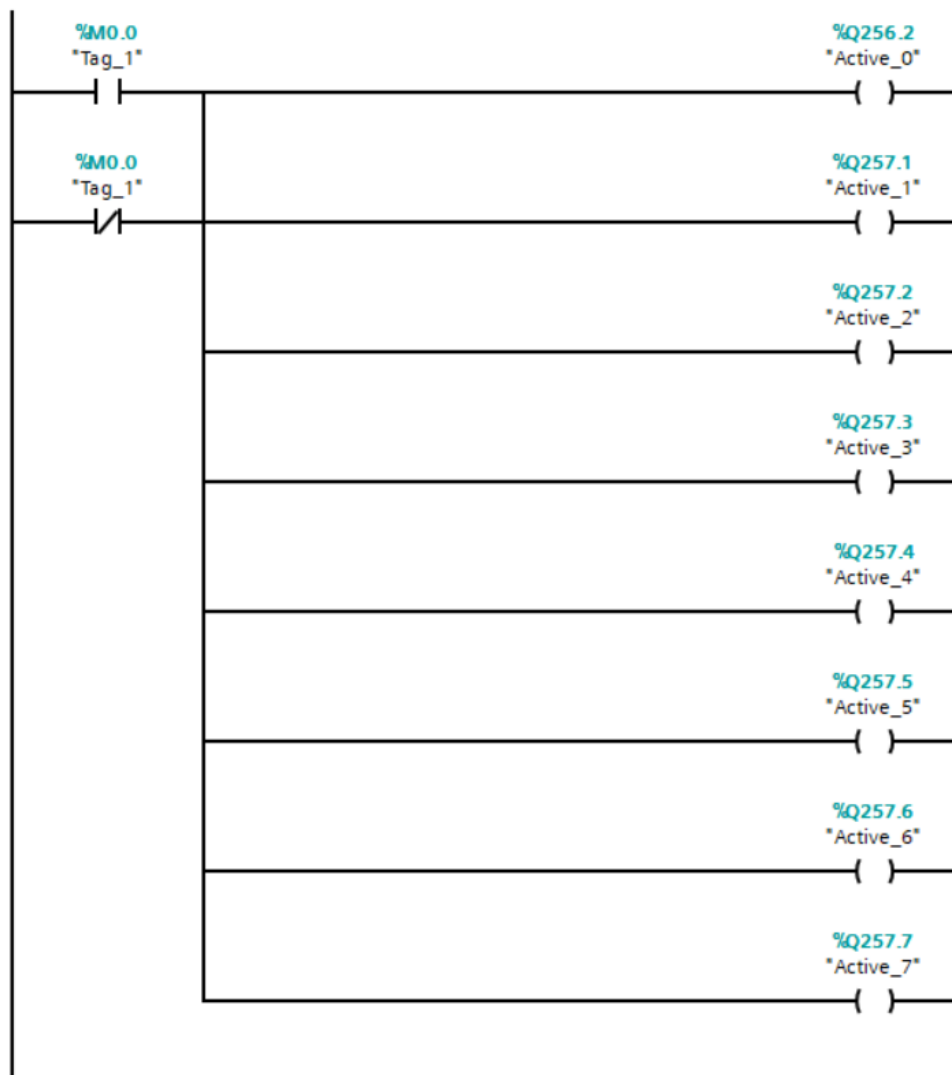 %M0.0
"Tag_1"
%Q256.2
"Active_0"
%M0.0
"Tag_1"
%Q257.1
"Active_1"
%Q257.2
"Active_2"
%Q257.3
"Active_3"
%Q257.4
"Active_4"
%Q257.5
"Active_5"
%Q257.6
"Active_6"
%Q257.7
"Active_7"